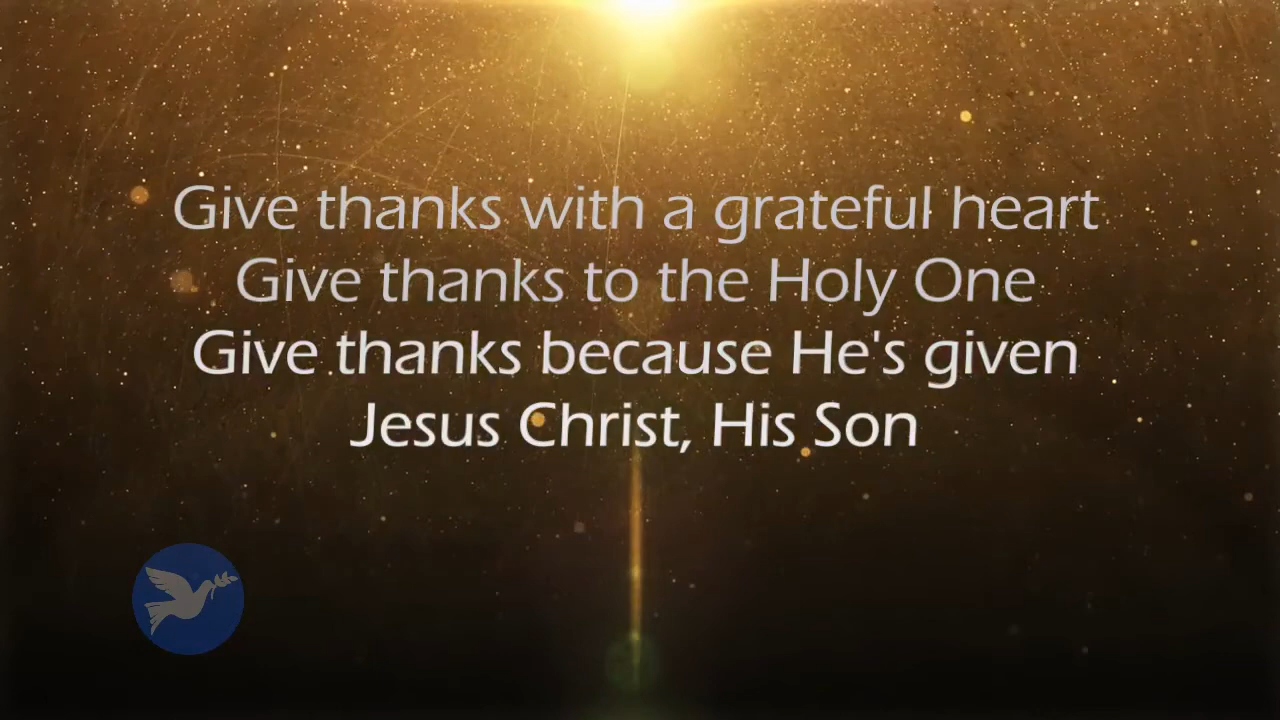 Give thanks with a grateful heart
Give thanks to the Holy One
Give thanks because He's given
Jesus Christ, His Son